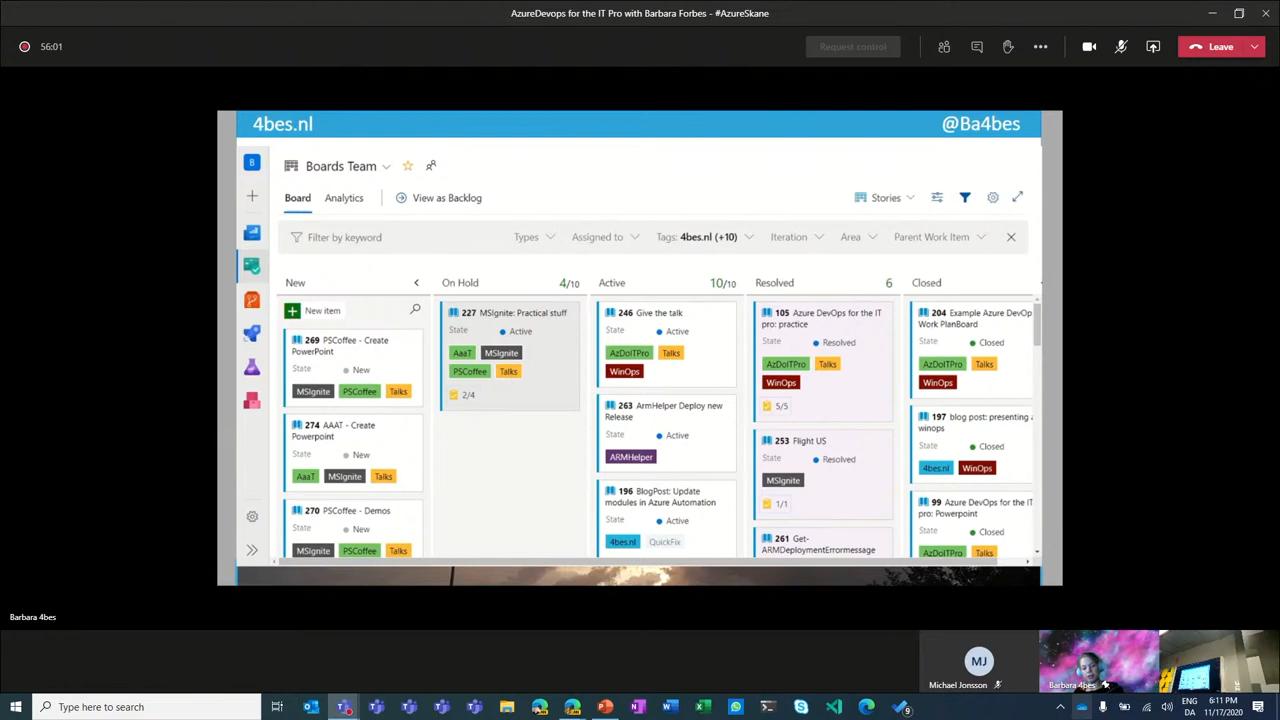 AzureDevops for the IT Pro with Barbara Forbes - #AzureSkane
56:01
Request control
Leave
4bes.nl
@Ba4bes
B
Boards Team
Board
Analytics
View as Backlog
Stories
Filter by keyword
Types
Assigned to
Tags: 4bes.nl (+10)
Iteration
Area
Parent Work Item
New
On Hold
4/10
Active
10/10
Resolved
6
Closed
New item
269 PSCoffee - Create
PowerPoint
State
New
MSIgnite
PSCoffee
Talks
274 AAAT - Create
Powerpoint
State
New
AaaT
MSIgnite
Talks
270 PSCoffee - Demos
State
New
MSIgnite
PSCoffee
Talks
227 MSIgnite: Practical stuff
State
Active
AaaT
MSIgnite
PSCoffee
Talks
2/4
246 Give the talk
State
Active
AzDoITPro
Talks
WinOps
263 ArmHelper Deploy new
Release
State
Active
ARMHelper
196 BlogPost: Update
modules in Azure Automation
State
Active
4bes.nl
QuickFix
105 Azure DevOps for the IT
pro: practice
State
Resolved
AzDoITPro
Talks
WinOps
5/5
253 Flight US
State
Resolved
MSIgnite
1/1
261 Get-
ARMDeploymentErrormessage
204 Example Azure DevOp
Work PlanBoard
State
Closed
AzDoITPro
Talks
WinOps
197 blog post: presenting
winops
State
Closed
4bes.nl
WinOps
99 Azure DevOps for the IT
pro: Powerpoint
State
Closed
AzDoITPro
Talks
Barbara 4bes
MJ
Michael Jonsson
Barbara 4bes
Type here to search
9
ENG
DA
6:11 PM
11/17/2020